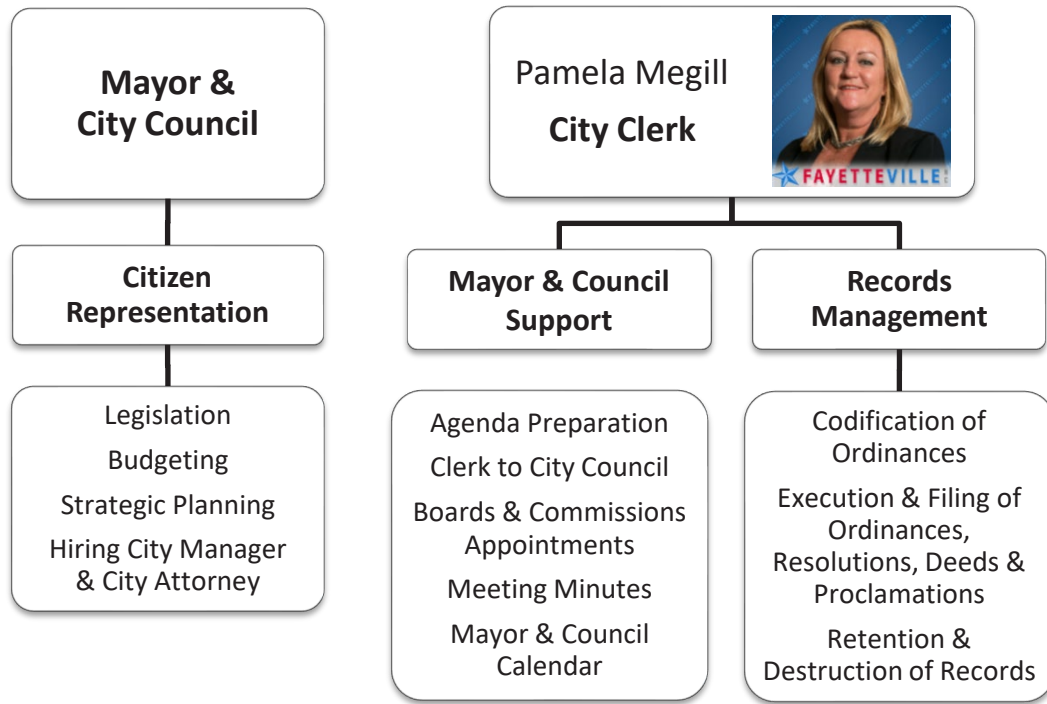 Mayor &
City Council
Pamela Megill
City Clerk
FAYETTEVILLE
Citizen
Representation
Mayor & Council
Support
Records
Management
Legislation
Budgeting
Strategic Planning
Hiring City Manager
& City Attorney
Agenda Preparation
Clerk to City Council
Boards & Commissions
Appointments
Meeting Minutes
Mayor & Council
Calendar
Codification of
Ordinances
Execution & Filing of
Ordinances,
Resolutions, Deeds &
Proclamations
Retention &
Destruction of Records